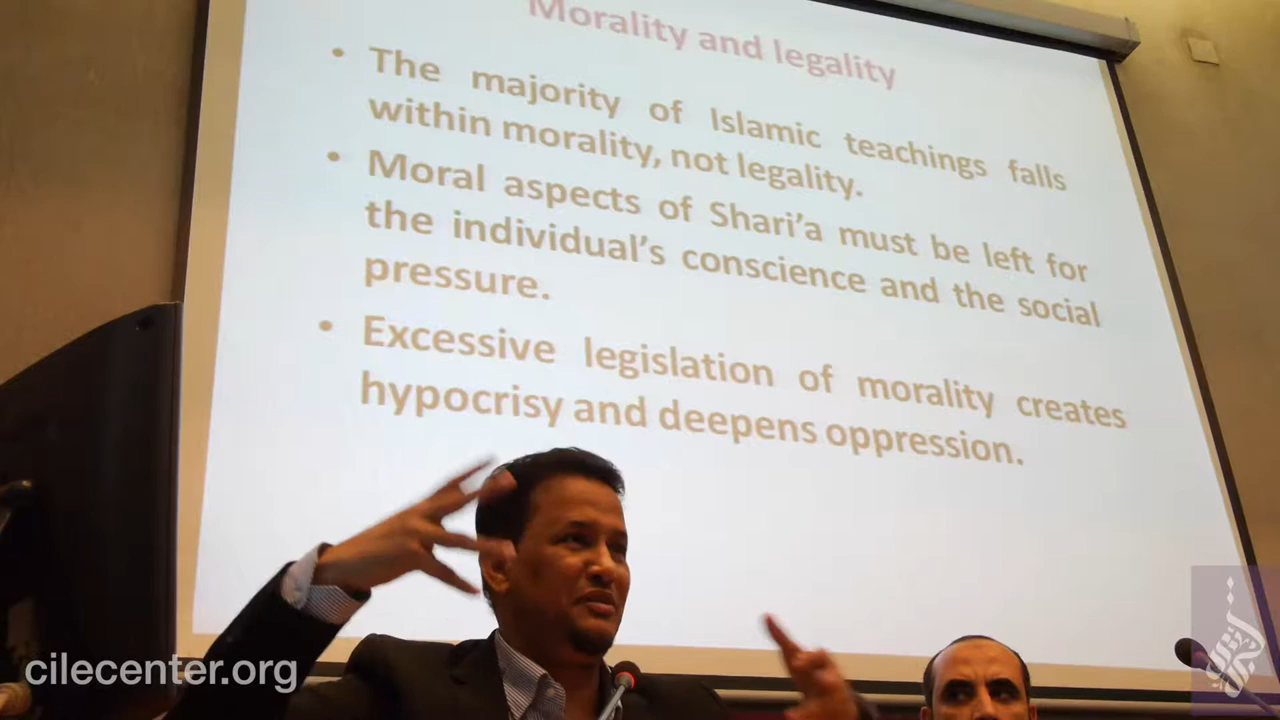 Morality and legality
• The majority of Islamic teachings falls
within morality, not legality.
• Moral aspects of Shari’a must be left for
the individual’s conscience and the social
pressure.
• Excessive legislation of morality creates
hypocrisy and deepens oppression.
cilecenter.org